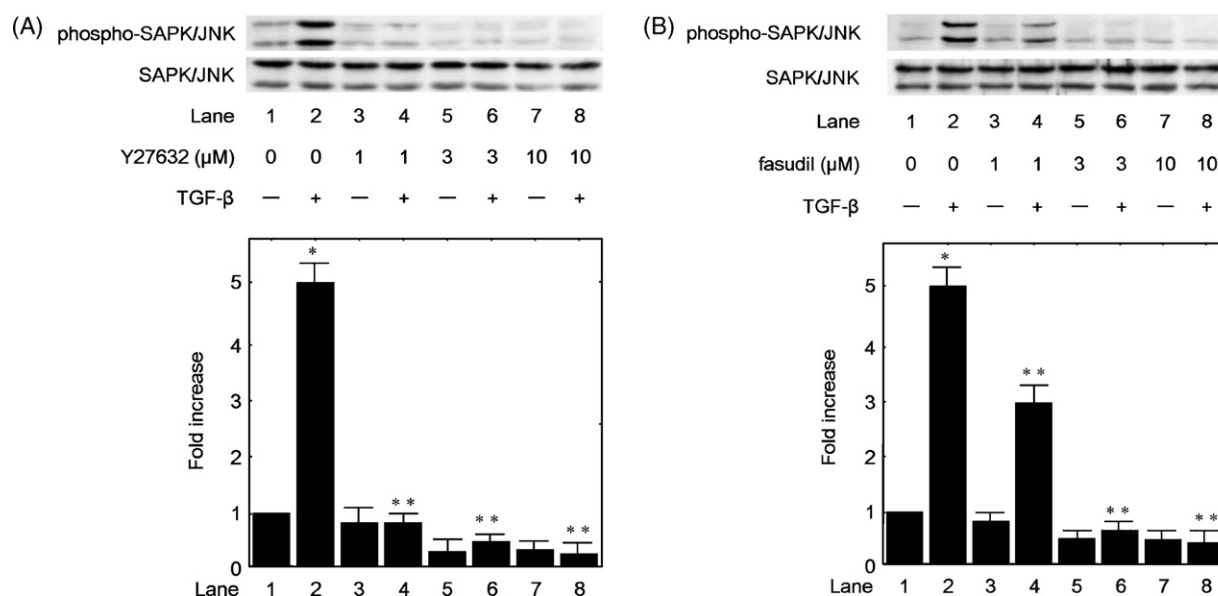 (A)
phospho-SAPK/JNK
SAPK/JNK
Lane 1 2 3 4 5 6 7 8
Y27632 (μM) 0 0 1 1 3 3 10 10
TGF-β — + — + — + — +
Fold increase
5
4
3
2
1
0
*
**
**
**
Lane 1 2 3 4 5 6 7 8
(B)
phospho-SAPK/JNK
SAPK/JNK
Lane 1 2 3 4 5 6 7 8
fasudil (μM) 0 0 1 1 3 3 10 10
TGF-β — + — + — + — +
Fold increase
5
4
3
2
1
0
*
**
**
**
Lane 1 2 3 4 5 6 7 8